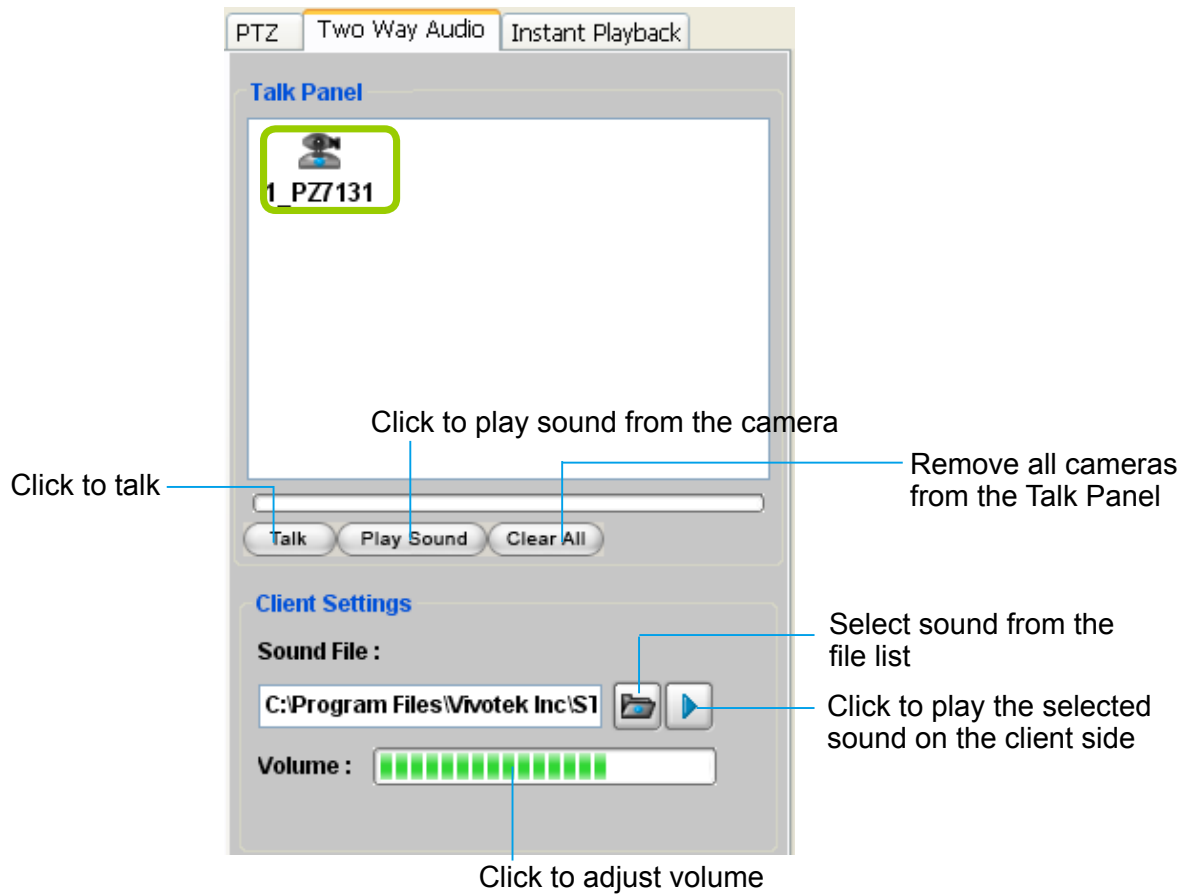 PTZ Two Way Audio Instant Playback
Talk Panel
1_PZ7131
Click to play sound from the camera
Click to talk
Remove all cameras
from the Talk Panel
Talk Play Sound Clear All
Client Settings
Sound File :
Select sound from the
file list
C:\Program Files\Vivotek Inc\ST
Click to play the selected
sound on the client side
Volume :
Click to adjust volume